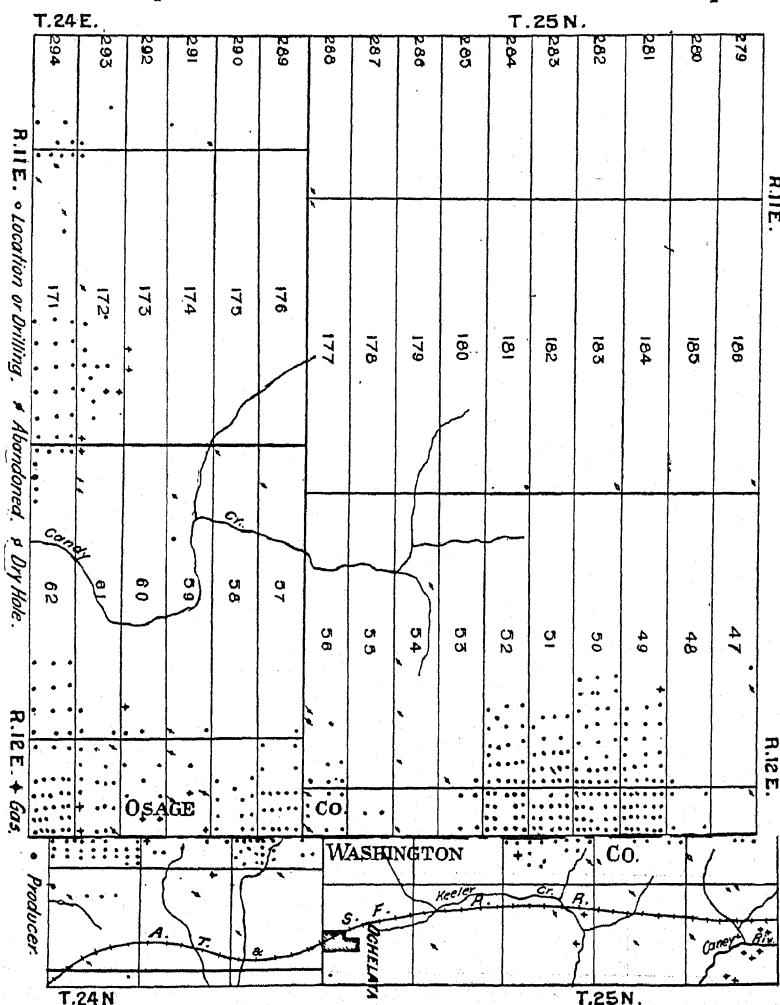 T.24 E.
T.25 N.
294 293 292 291 290 289 288 287 286 285 284 283 282 281 280 279
R.11 E.
R.11 E. Location or Drilling. Abandoned. Dry Hole. R.12 E. Gas.
171 172 173 174 175 176 177 178 179 180 181 182 183 184 185 186
Candy
Cr.
62 61 60 59 58 57 56 55 54 53 52 51 50 49 48 47
R.12 E
OSAGE CO
WASHINGTON CO.
Producer.
Keeler Cr.
A. T. & S. F. R. R.
OCHELATA
Caney Riv.
T.24 N
T.25 N.